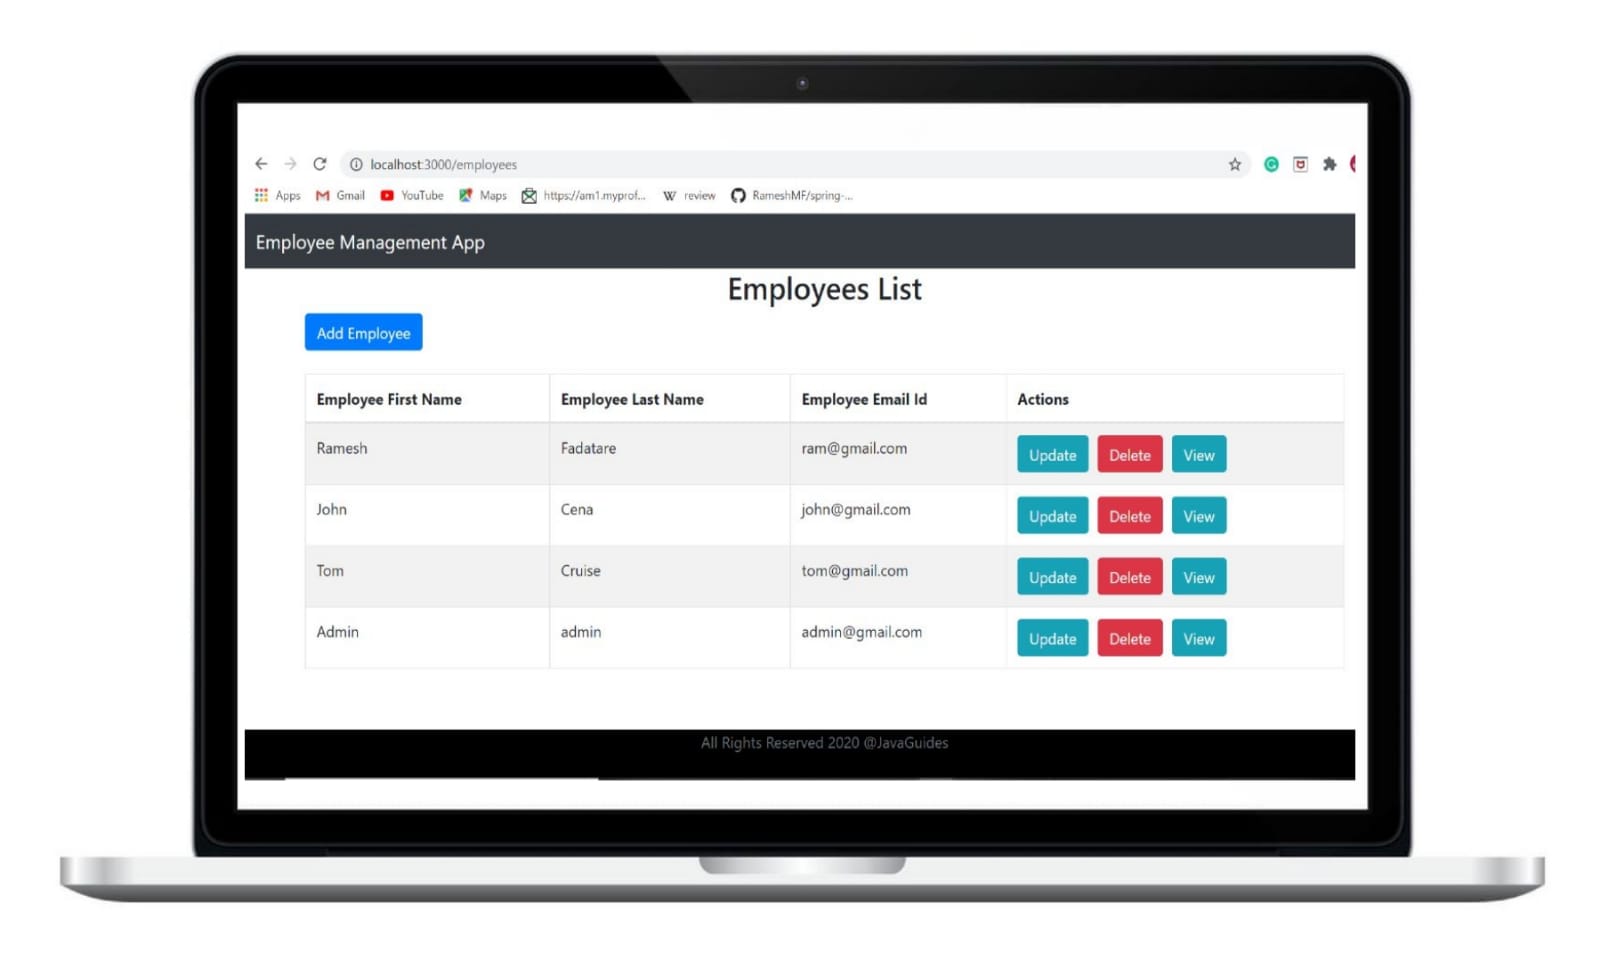 localhost:3000/employees
Apps Gmail YouTube Maps https://am1.myprof... W review RameshMF/spring-...
Employee Management App
Employees List
Add Employee
Employee First Name Employee Last Name Employee Email Id Actions
Ramesh Fadatare ram@gmail.com Update Delete View
John Cena john@gmail.com Update Delete View
Tom Cruise tom@gmail.com Update Delete View
Admin admin admin@gmail.com Update Delete View
All Rights Reserved 2020 @JavaGuides